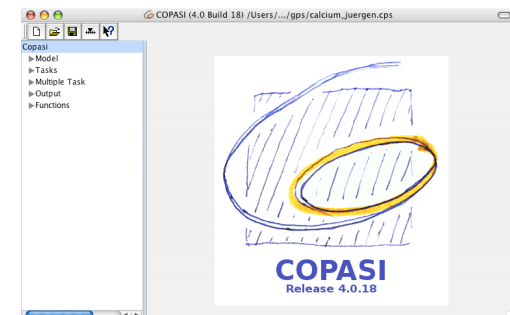 COPASI (4.0 Build 18) /Users/.../gps/calcium_juergen.cps
Copasi
Model
Tasks
Multiple Task
Output
Functions
COPASI
Release 4.0.18